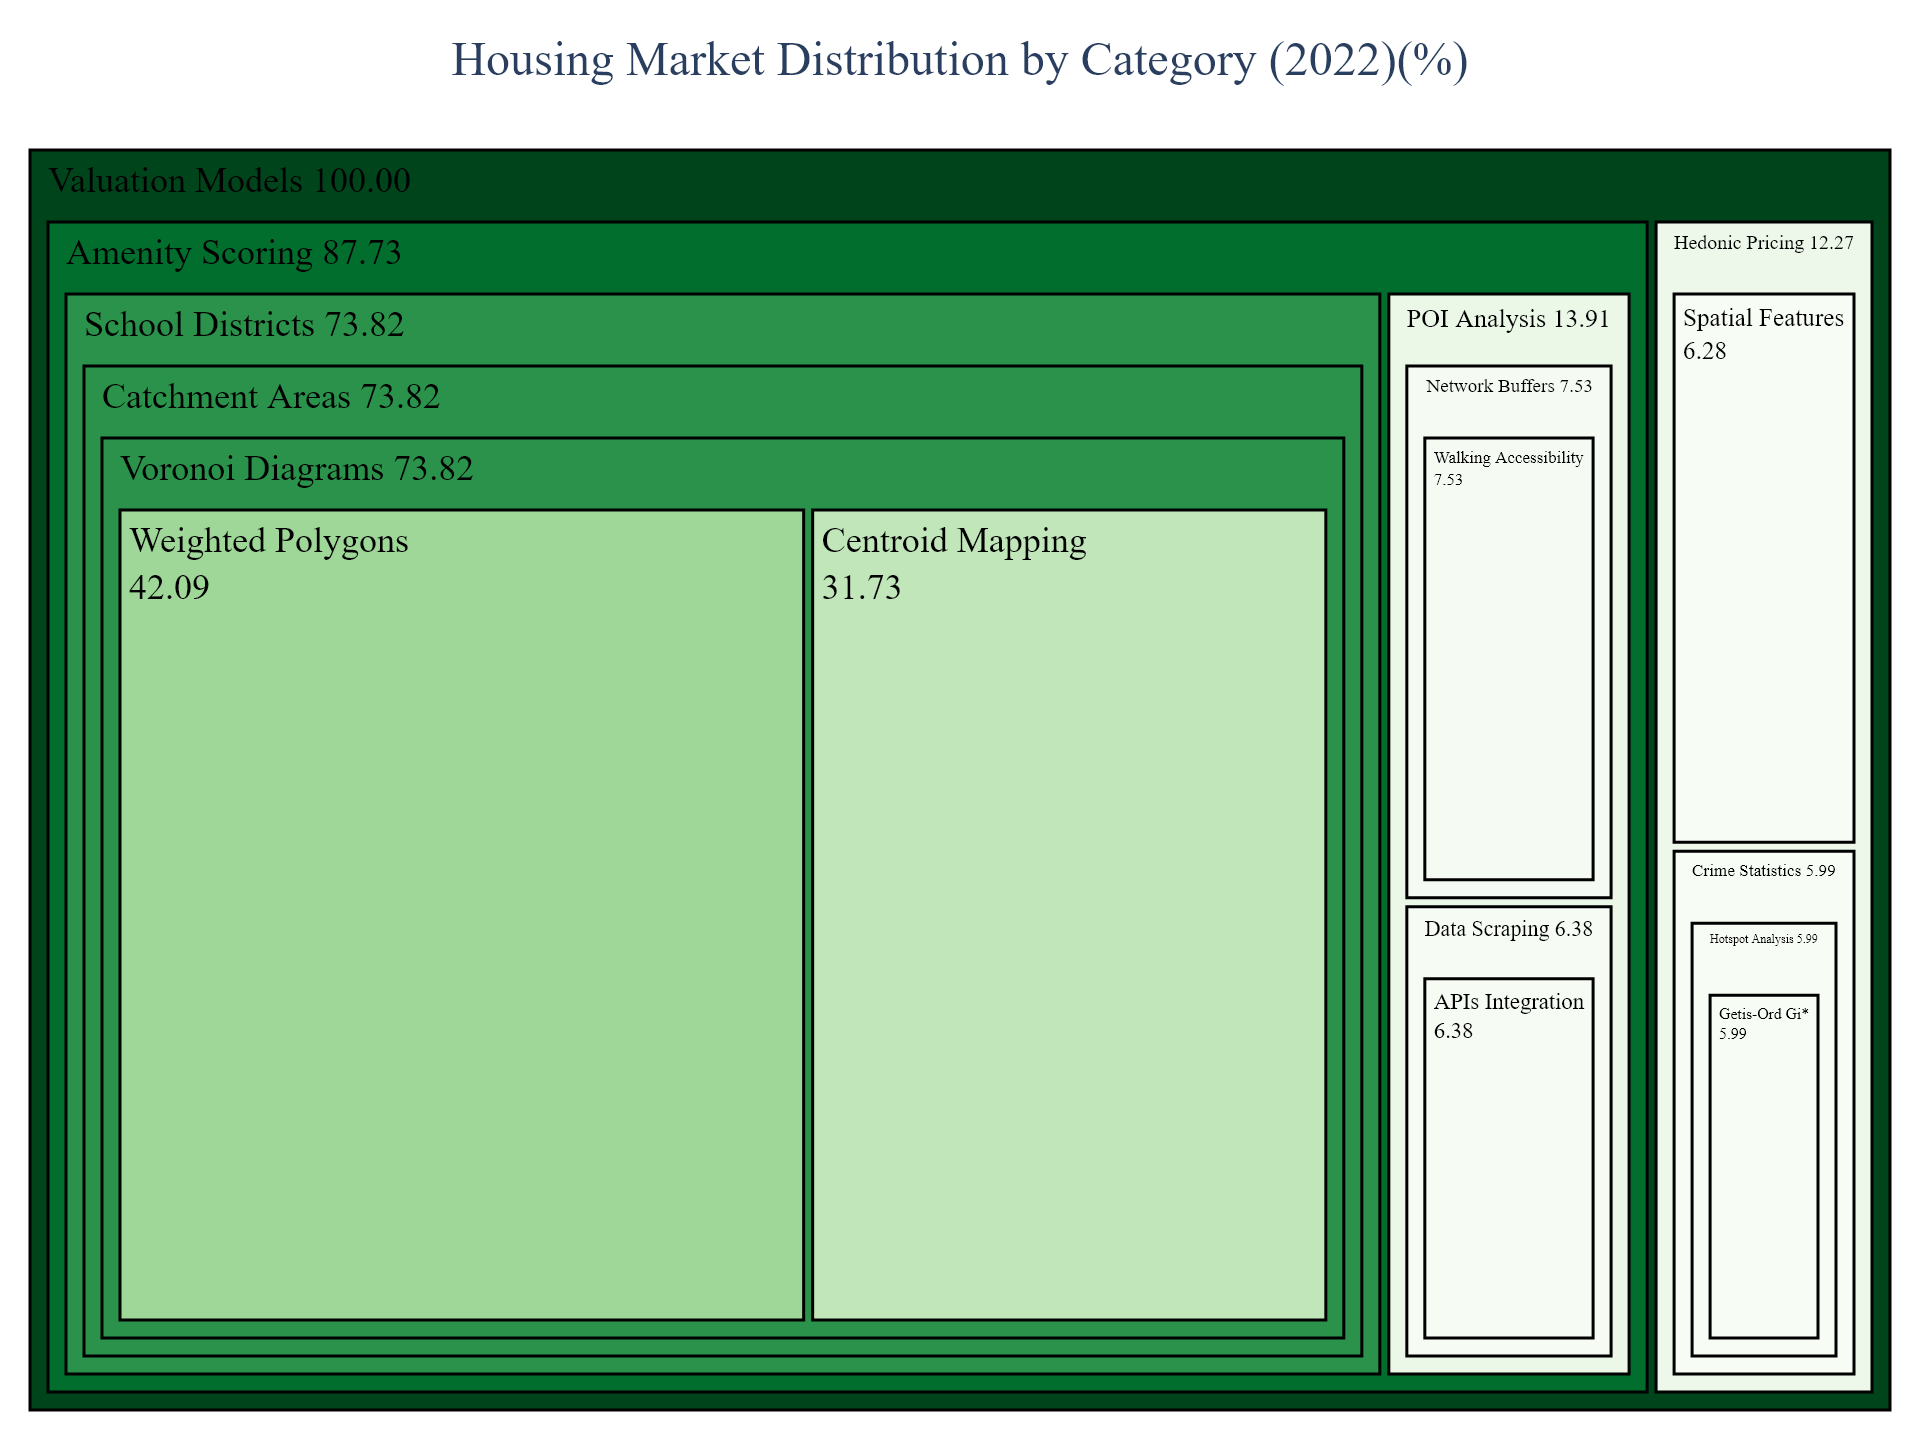 Housing Market Distribution by Category (2022)(%)
Valuation Models 100.00
Amenity Scoring 87.73
School Districts 73.82
Catchment Areas 73.82
Voronoi Diagrams 73.82
Weighted Polygons
42.09
Centroid Mapping
31.73
POI Analysis 13.91
Network Buffers 7.53
Walking Accessibility
7.53
Data Scraping 6.38
APIs Integration
6.38
Hedonic Pricing 12.27
Spatial Features
6.28
Crime Statistics 5.99
Hotspot Analysis 5.99
Getis-Ord Gi*
5.99